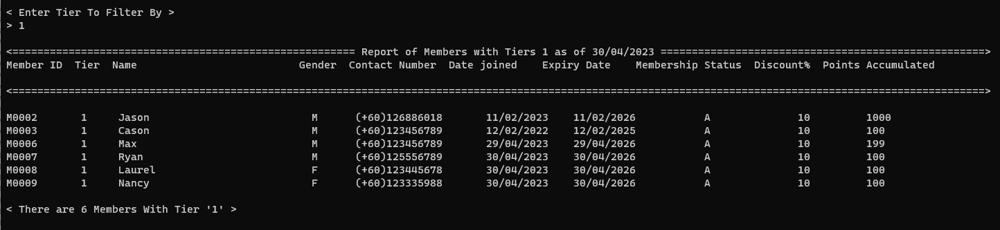 < Enter Tier To Filter By >
> 1
<======================================================= Report of Members with Tiers 1 as of 30/04/2023 ====================================================>
Member ID  Tier  Name                          Gender  Contact Number  Date joined    Expiry Date    Membership Status  Discount%  Points Accumulated
<============================================================================================================================================================>
M0002       1     Jason                          M      (+60)126886018       11/02/2023    11/02/2026           A              10         1000
M0003       1     Cason                          M      (+60)123456789       12/02/2022    12/02/2025           A              10         100
M0006       1     Max                            M      (+60)123456789       29/04/2023    29/04/2026           A              10         199
M0007       1     Ryan                           M      (+60)125556789       30/04/2023    30/04/2026           A              10         100
M0008       1     Laurel                         F      (+60)123445678       30/04/2023    30/04/2026           A              10         100
M0009       1     Nancy                          F      (+60)123335988       30/04/2023    30/04/2026           A              10         100
< There are 6 Members With Tier '1' >